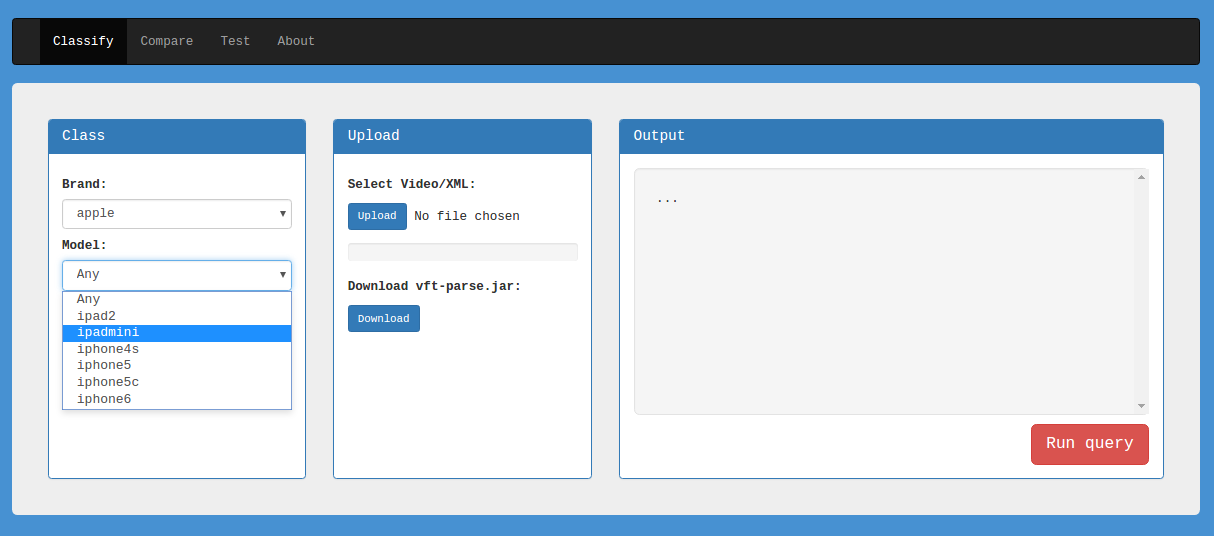 Classify Compare Test About
Class
Brand:
apple
Model:
Any
Any
ipad2
ipadmini
iphone4s
iphone5
iphone5c
iphone6
Upload
Select Video/XML:
Upload No file chosen
Download vft-parse.jar:
Download
Output
...
Run query